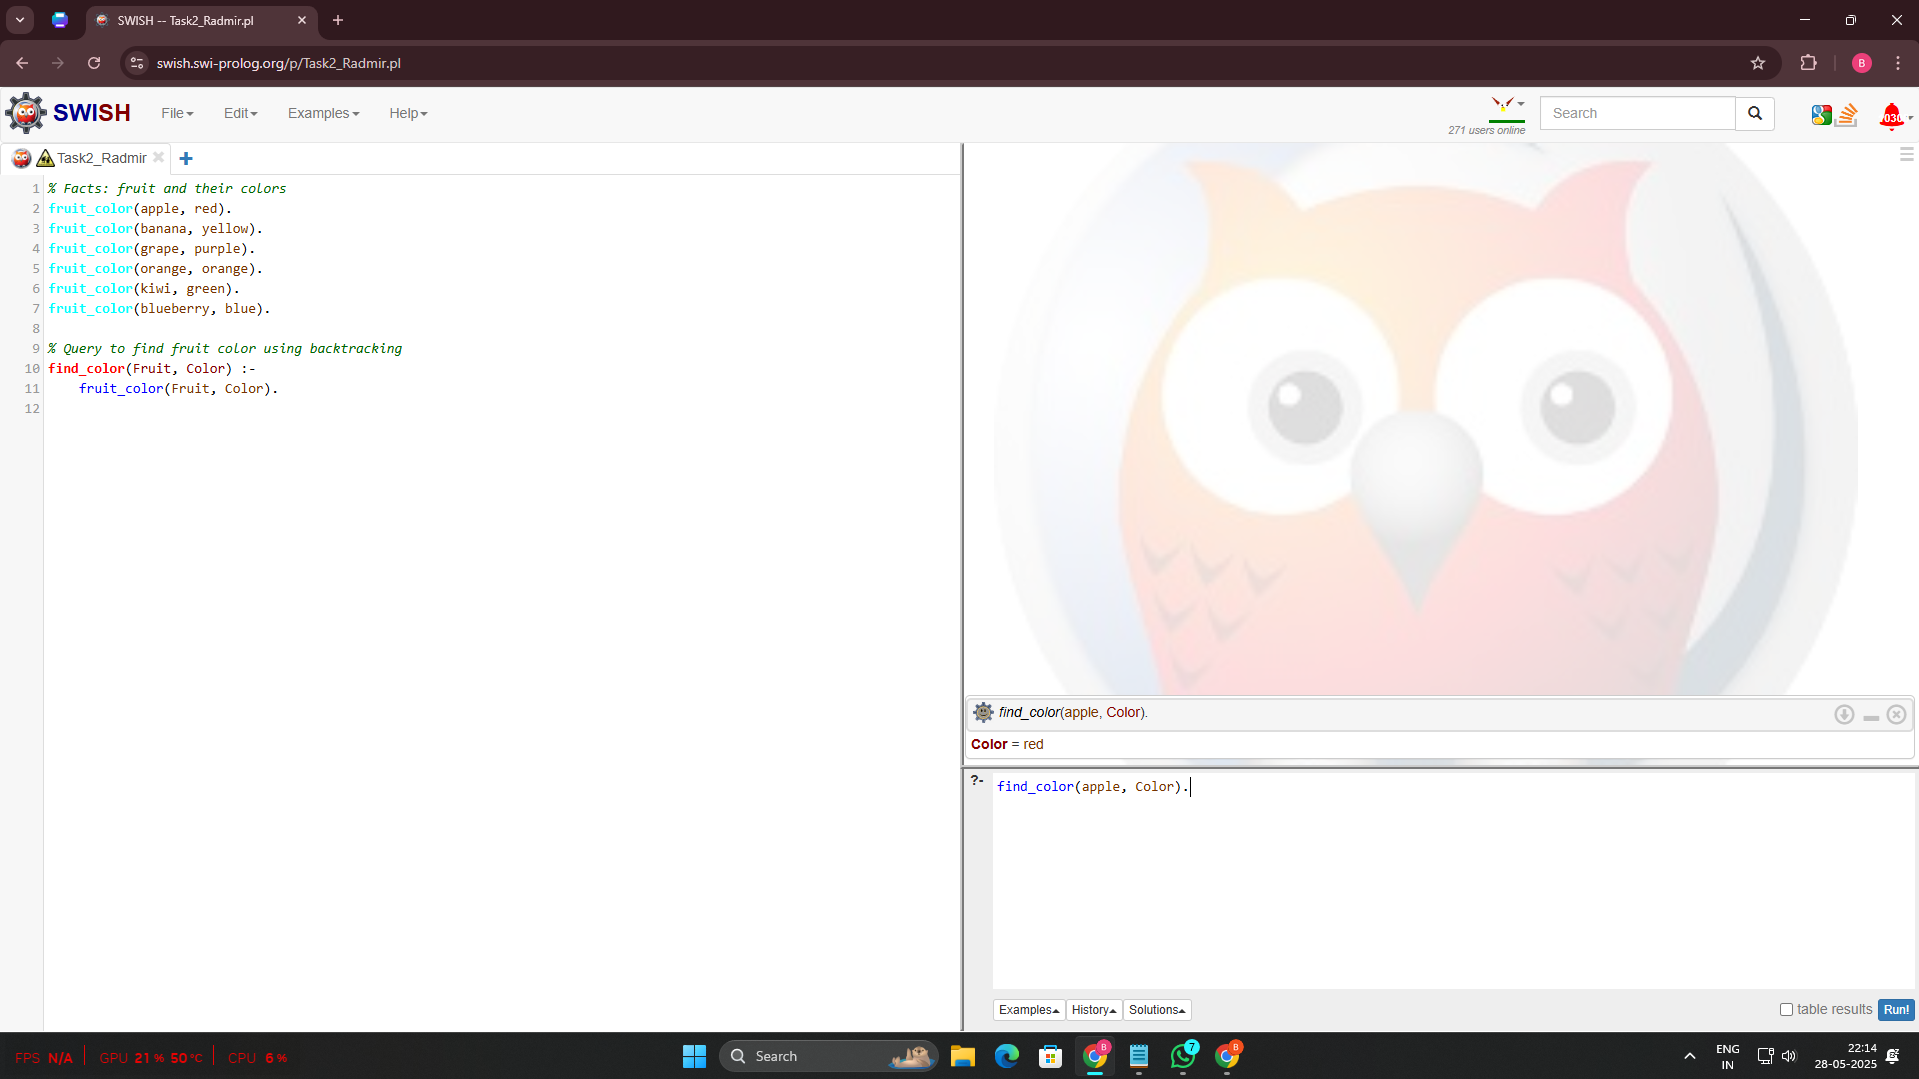 SWISH -- Task2_Radmir.pl
swish.swi-prolog.org/p/Task2_Radmir.pl
B
SWISH
File Edit Examples Help
271 users online
Search
Task2_Radmir
1 % Facts: fruit and their colors
2 fruit_color(apple, red).
3 fruit_color(banana, yellow).
4 fruit_color(grape, purple).
5 fruit_color(orange, orange).
6 fruit_color(kiwi, green).
7 fruit_color(blueberry, blue).
8
9 % Query to find fruit color using backtracking
10 find_color(Fruit, Color) :-
11 fruit_color(Fruit, Color).
12
find_color(apple, Color).
Color = red
?- find_color(apple, Color).
Examples History Solutions
table results Run!
FPS N/A GPU 21 % 50 °C CPU 6 %
Search
B
7
B
ENG
IN
22:14
28-05-2025